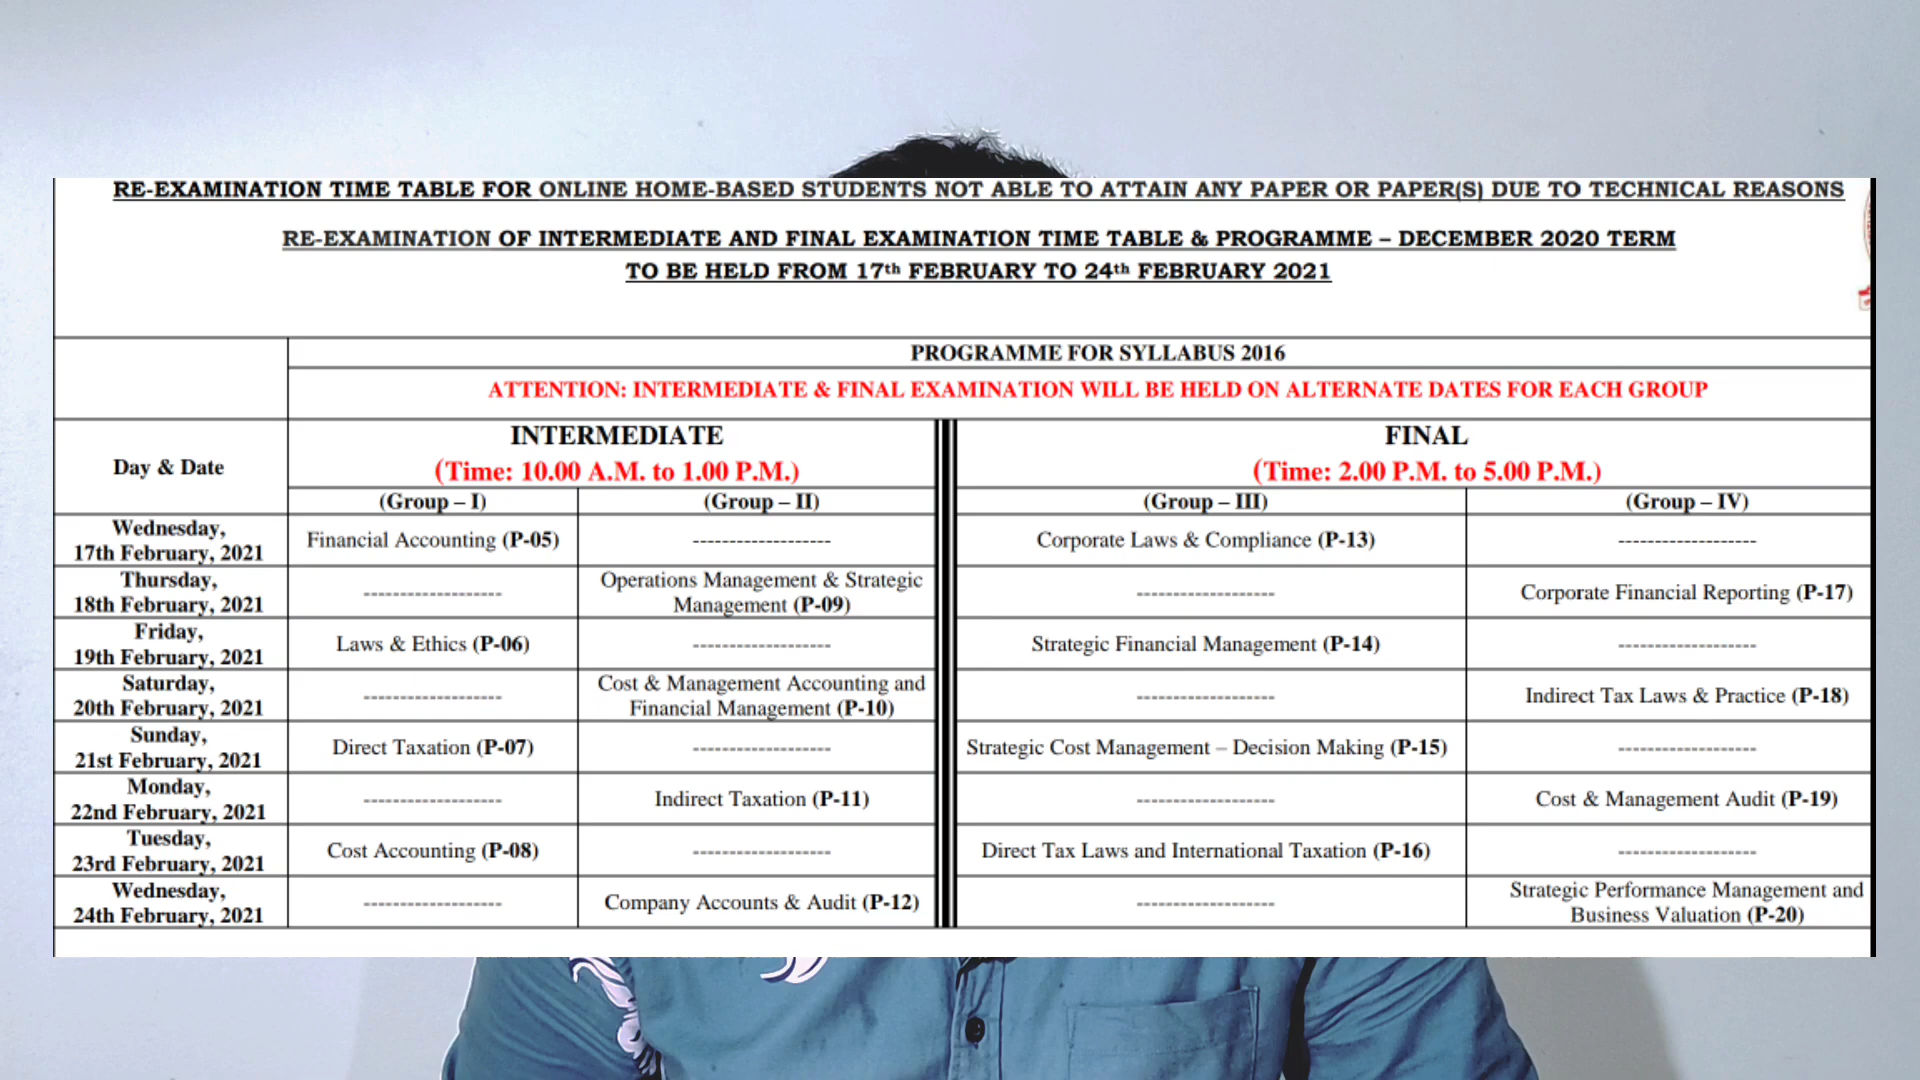 RE-EXAMINATION TIME TABLE FOR ONLINE HOME-BASED STUDENTS NOT ABLE TO ATTAIN ANY PAPER OR PAPER(S) DUE TO TECHNICAL REASONS
RE-EXAMINATION OF INTERMEDIATE AND FINAL EXAMINATION TIME TABLE & PROGRAMME – DECEMBER 2020 TERM
TO BE HELD FROM 17th FEBRUARY TO 24th FEBRUARY 2021
PROGRAMME FOR SYLLABUS 2016
ATTENTION: INTERMEDIATE & FINAL EXAMINATION WILL BE HELD ON ALTERNATE DATES FOR EACH GROUP
Day & Date
INTERMEDIATE
(Time: 10.00 A.M. to 1.00 P.M.)
FINAL
(Time: 2.00 P.M. to 5.00 P.M.)
(Group – I)
(Group – II)
(Group – III)
(Group – IV)
Wednesday,
17th February, 2021
Financial Accounting (P-05)
-------------------
Corporate Laws & Compliance (P-13)
-------------------
Thursday,
18th February, 2021
-------------------
Operations Management & Strategic
Management (P-09)
-------------------
Corporate Financial Reporting (P-17)
Friday,
19th February, 2021
Laws & Ethics (P-06)
-------------------
Strategic Financial Management (P-14)
-------------------
Saturday,
20th February, 2021
-------------------
Cost & Management Accounting and
Financial Management (P-10)
-------------------
Indirect Tax Laws & Practice (P-18)
Sunday,
21st February, 2021
Direct Taxation (P-07)
-------------------
Strategic Cost Management – Decision Making (P-15)
-------------------
Monday,
22nd February, 2021
-------------------
Indirect Taxation (P-11)
-------------------
Cost & Management Audit (P-19)
Tuesday,
23rd February, 2021
Cost Accounting (P-08)
-------------------
Direct Tax Laws and International Taxation (P-16)
-------------------
Wednesday,
24th February, 2021
-------------------
Company Accounts & Audit (P-12)
-------------------
Strategic Performance Management and
Business Valuation (P-20)